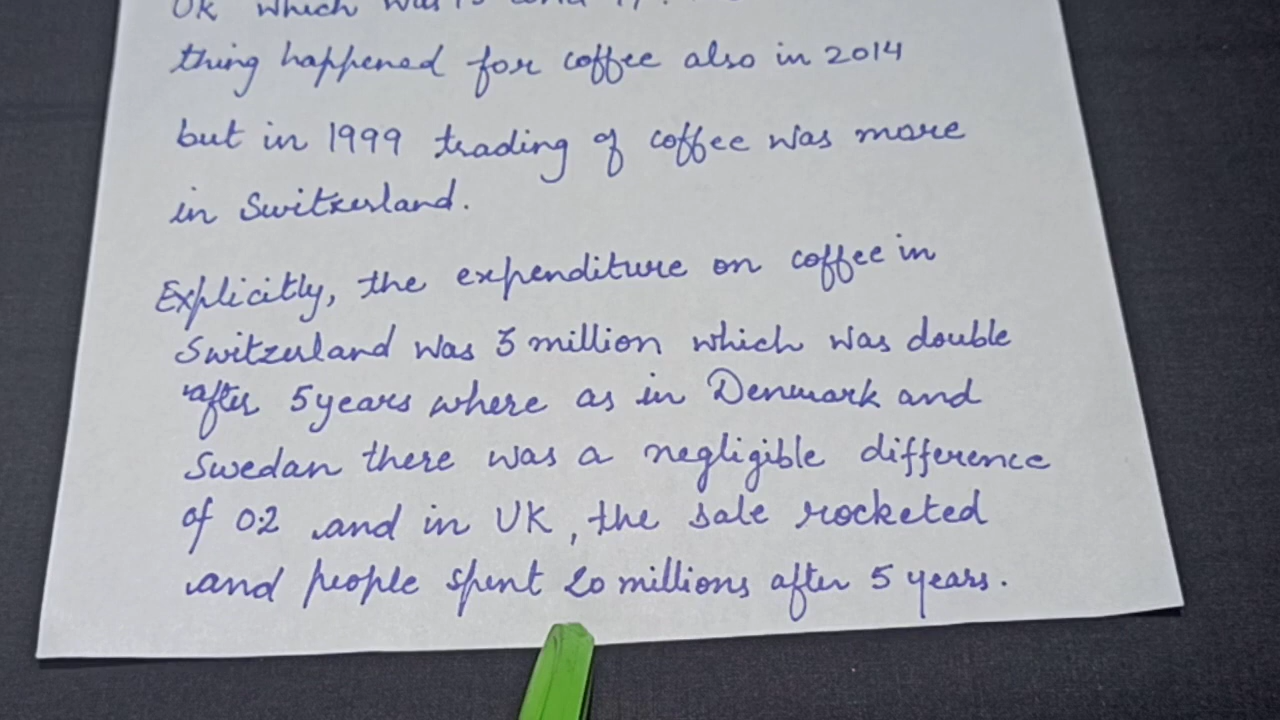 UK which was
thing happened for coffee also in 2014
but in 1999 trading of coffee was more
in Switzerland.
Explicitly, the expenditure on coffee in
Switzerland was 3 million which was double
after 5 years where as in Denmark and
Swedan there was a negligible difference
of 0.2 and in UK, the sale rocketed
and people spent 20 millions after 5 years.